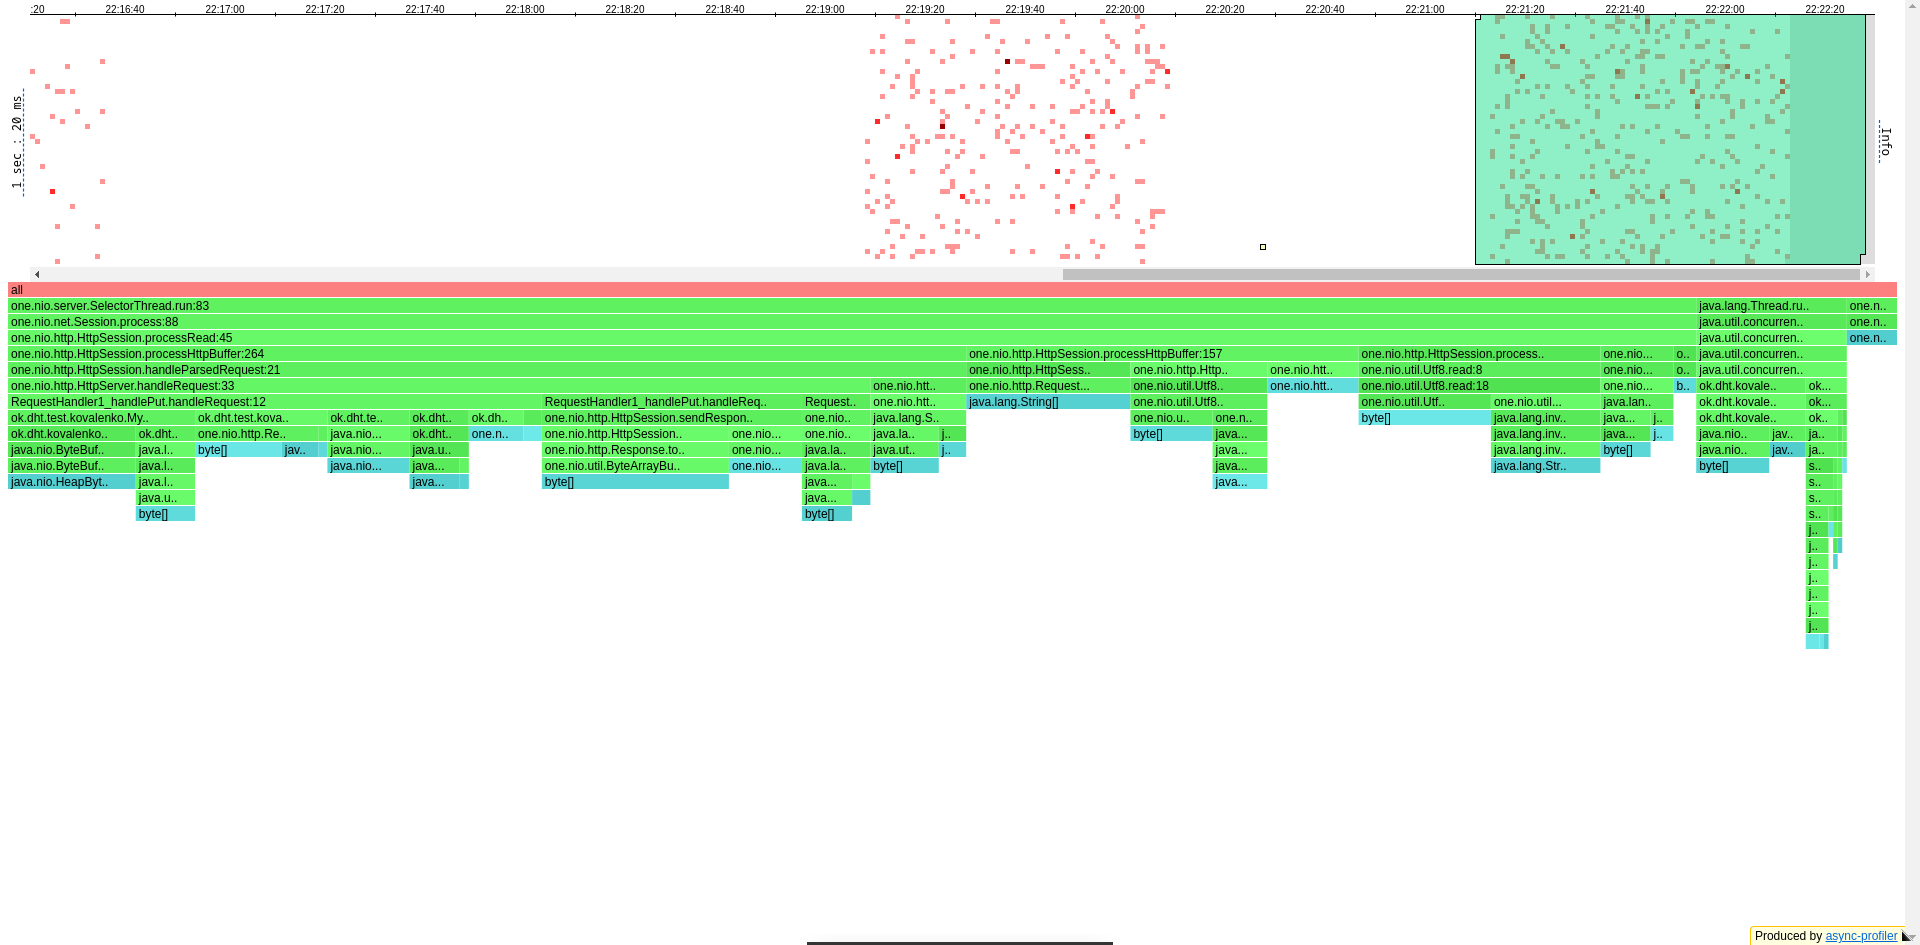 :20 22:16:40 22:17:00 22:17:20 22:17:40 22:18:00 22:18:20 22:18:40 22:19:00 22:19:20 22:19:40 22:20:00 22:20:20 22:20:40 22:21:00 22:21:20 22:21:40 22:22:00 22:22:20
1 sec : 20 ms
Info
all
one.nio.server.SelectorThread.run:83 java.lang.Thread.ru.. one.n..
one.nio.net.Session.process:88 java.util.concurren.. one.n..
one.nio.http.HttpSession.processRead:45 java.util.concurren.. one.n..
one.nio.http.HttpSession.processHttpBuffer:264 one.nio.http.HttpSession.processHttpBuffer:157 one.nio.http.HttpSession.process.. one.nio... o.. java.util.concurren..
one.nio.http.HttpSession.handleParsedRequest:21 one.nio.http.HttpSess.. one.nio.http.Http.. one.nio.htt.. one.nio.util.Utf8.read:8 one.nio... o.. java.util.concurren..
one.nio.http.HttpServer.handleRequest:33 one.nio.htt.. one.nio.http.Request... one.nio.util.Utf8.. one.nio.htt.. one.nio.util.Utf8.read:18 one.nio... b.. ok.dht.kovale.. ok...
RequestHandler1_handlePut.handleRequest:12 RequestHandler1_handlePut.handleReq.. Request.. one.nio.htt.. java.lang.String[] one.nio.util.Utf8.. one.nio.util.Utf.. one.nio.util... java.lan.. ok.dht.kovale.. ok...
ok.dht.test.kovalenko.My.. ok.dht.test.kova.. ok.dht.te.. ok.dht.. ok.dh.. one.nio.http.HttpSession.sendRespon.. one.nio.. java.lang.S.. one.nio.u.. one.n.. byte[] java.lang.inv.. java... j.. ok.dht.kovale.. ok..
ok.dht.kovalenko.. ok.dht.. one.nio.http.Re.. java.nio... ok.dht.. one.n.. one.nio.http.HttpSession.. one.nio... one.nio.. java.la.. j.. byte[] java... java.lang.inv.. java... j.. java.nio.. jav.. ja..
java.nio.ByteBuf.. java.l.. byte[] jav.. java.nio... java.u.. one.nio.http.Response.to.. one.nio... java.la.. java.ut.. j.. java... java.lang.inv.. byte[] java.nio.. jav.. ja..
java.nio.ByteBuf.. java.l.. java.nio... java... one.nio.util.ByteArrayBu.. one.nio... java.la.. byte[] java... java.lang.Str.. byte[] s..
java.nio.HeapByt.. java.l.. java... byte[] java... java... s..
java.u.. java... s..
byte[] byte[] s..
j..
j..
j..
j..
j..
j..
j..
Produced by async-profiler